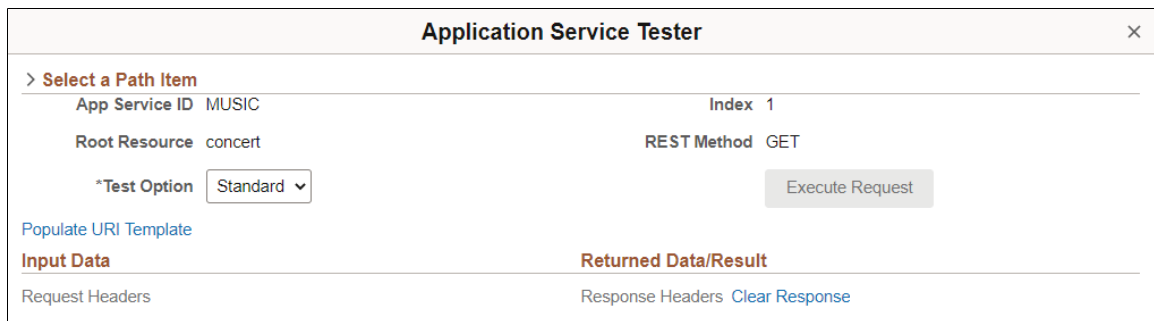 Application Service Tester ×
Select a Path Item
App Service ID MUSIC Index 1
Root Resource concert REST Method GET
*Test Option Standard Execute Request
Populate URI Template
Input Data Returned Data/Result
Request Headers Response Headers Clear Response